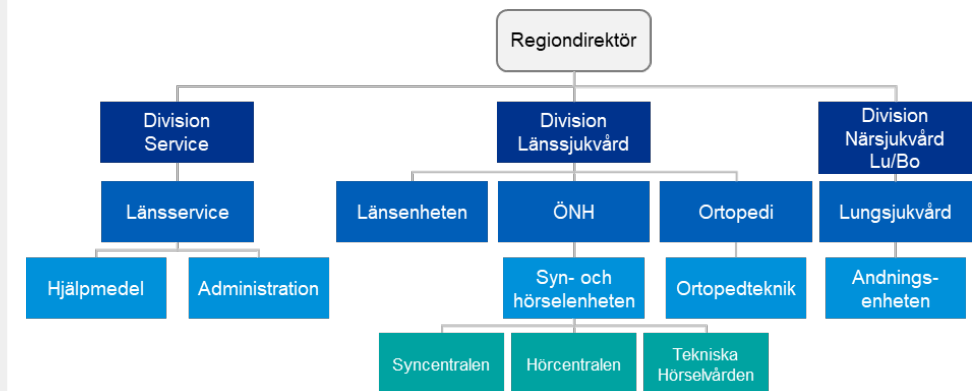 Regiondirektör
Division
Service
Division
Länssjukvård
Division
Närsjukvård
Lu/Bo
Länsservice
Länsenheten
ÖNH
Ortopedi
Lungsjukvård
Hjälpmedel
Administration
Syn- och
hörselenheten
Ortopedteknik
Andnings-
enheten
Syncentralen
Hörcentralen
Tekniska
Hörselvården